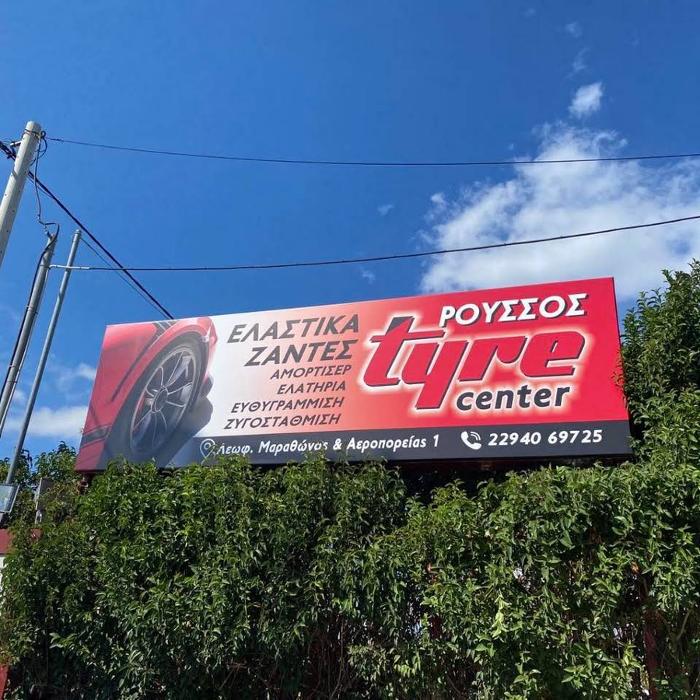 ΕΛΑΣΤΙΚΑ
ΖΑΝΤΕΣ
ΑΜΟΡΤΙΣΕΡ
ΕΛΑΤΗΡΙΑ
ΕΥΘΥΓΡΑΜΜΙΣΗ
ΖΥΓΟΣΤΑΘΜΙΣΗ
ΡΟΥΣΣΟΣ
tyre
center
Λεωφ. Μαραθώνος & Αεροπορείας 1
22940 69725